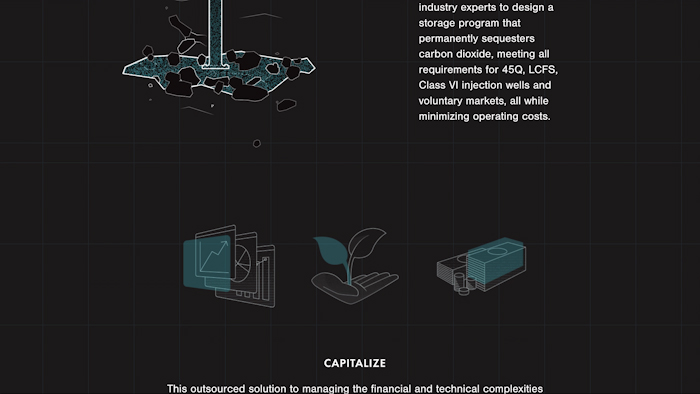 industry experts to design a
storage program that
permanently sequesters
carbon dioxide, meeting all
requirements for 45Q, LCFS,
Class VI injection wells and
voluntary markets, all while
minimizing operating costs.
CAPITALIZE
This outsourced solution to managing the financial and technical complexities